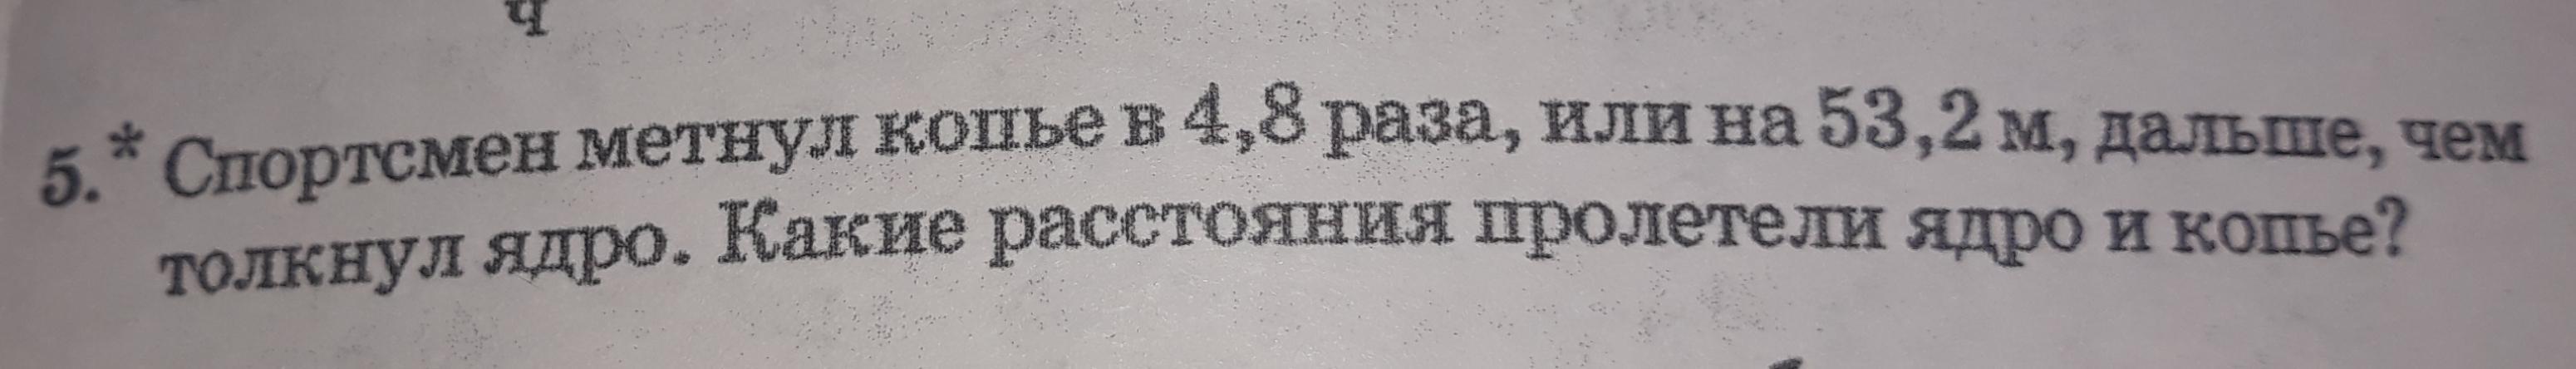 ч
5.* Спортсмен метнул копье в 4,8 раза, или на 53,2 м, дальше, чем
толкнул ядро. Какие расстояния пролетели ядро и копье?